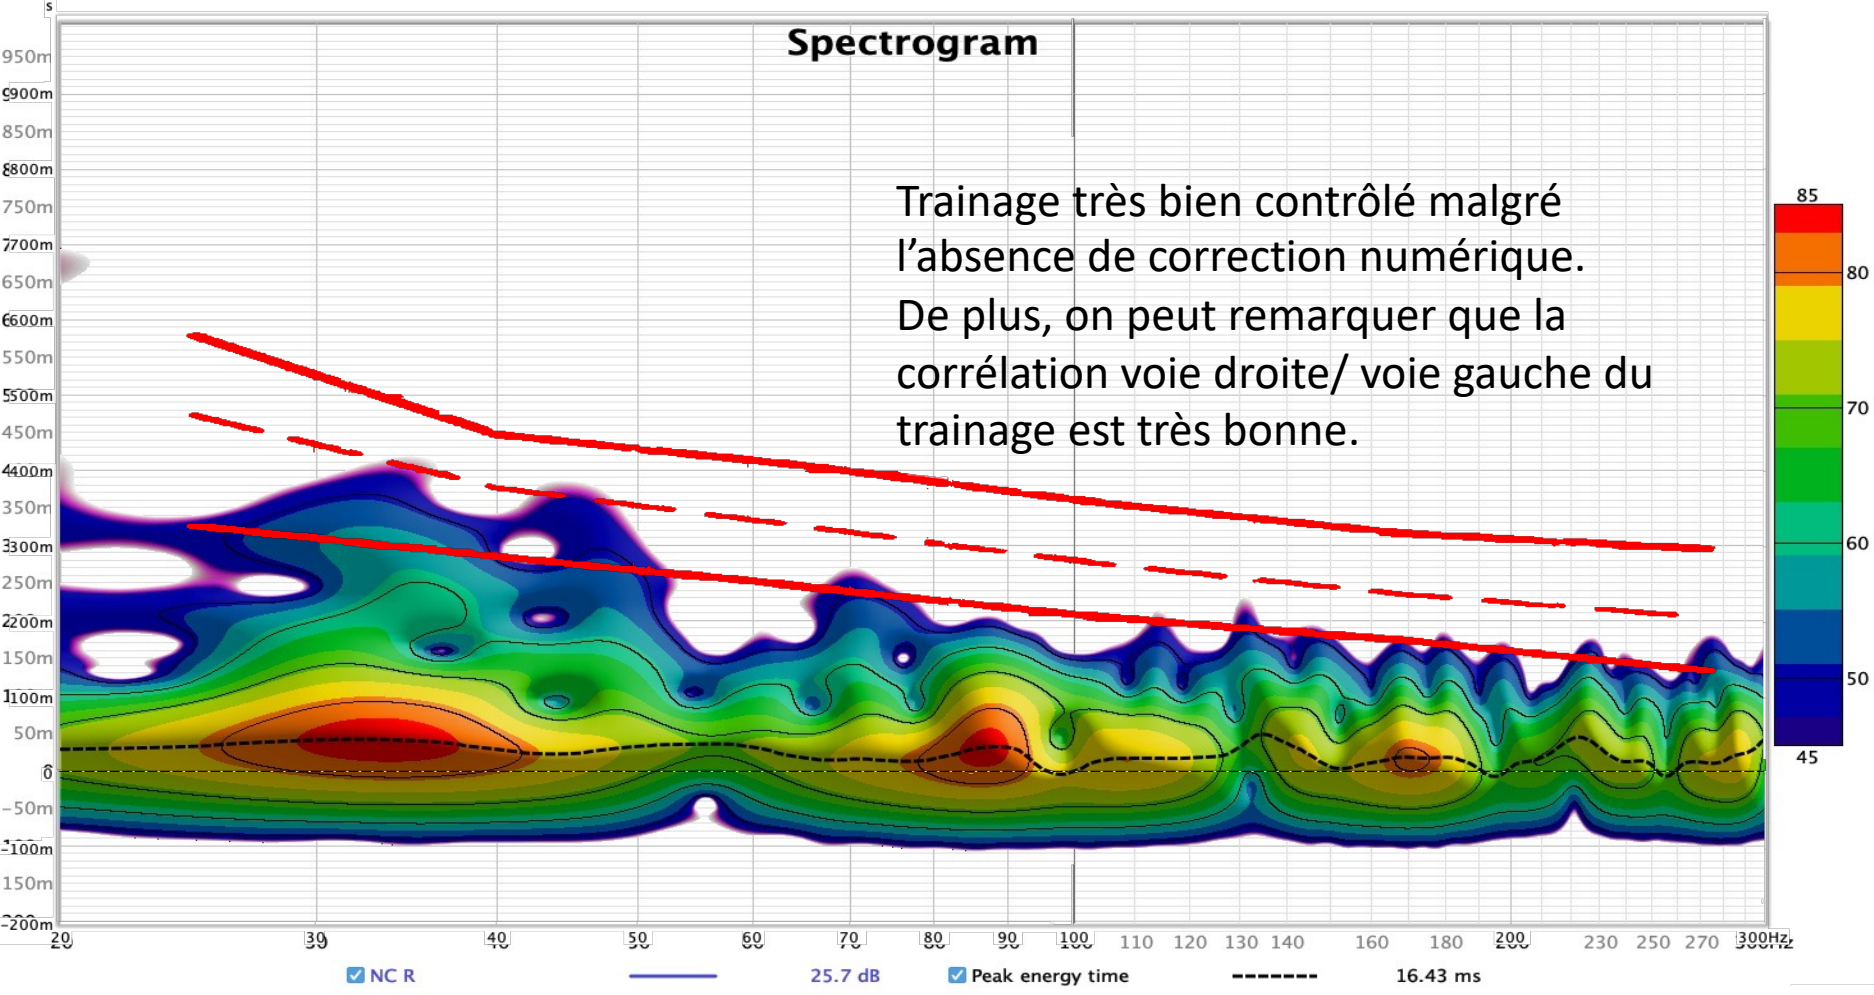 s
Spectrogram
950m
900m
850m
800m
750m
700m
650m
600m
550m
500m
450m
400m
350m
300m
250m
200m
150m
100m
50m
0
-50m
-100m
150m
-200m
Trainage très bien contrôlé malgré
l’absence de correction numérique.
De plus, on peut remarquer que la
corrélation voie droite/ voie gauche du
trainage est très bonne.
85
80
70
60
50
45
20 30 40 50 60 70 80 90 100 110 120 130 140 160 180 200 230 250 270 300Hz
NC R 25.7 dB Peak energy time 16.43 ms